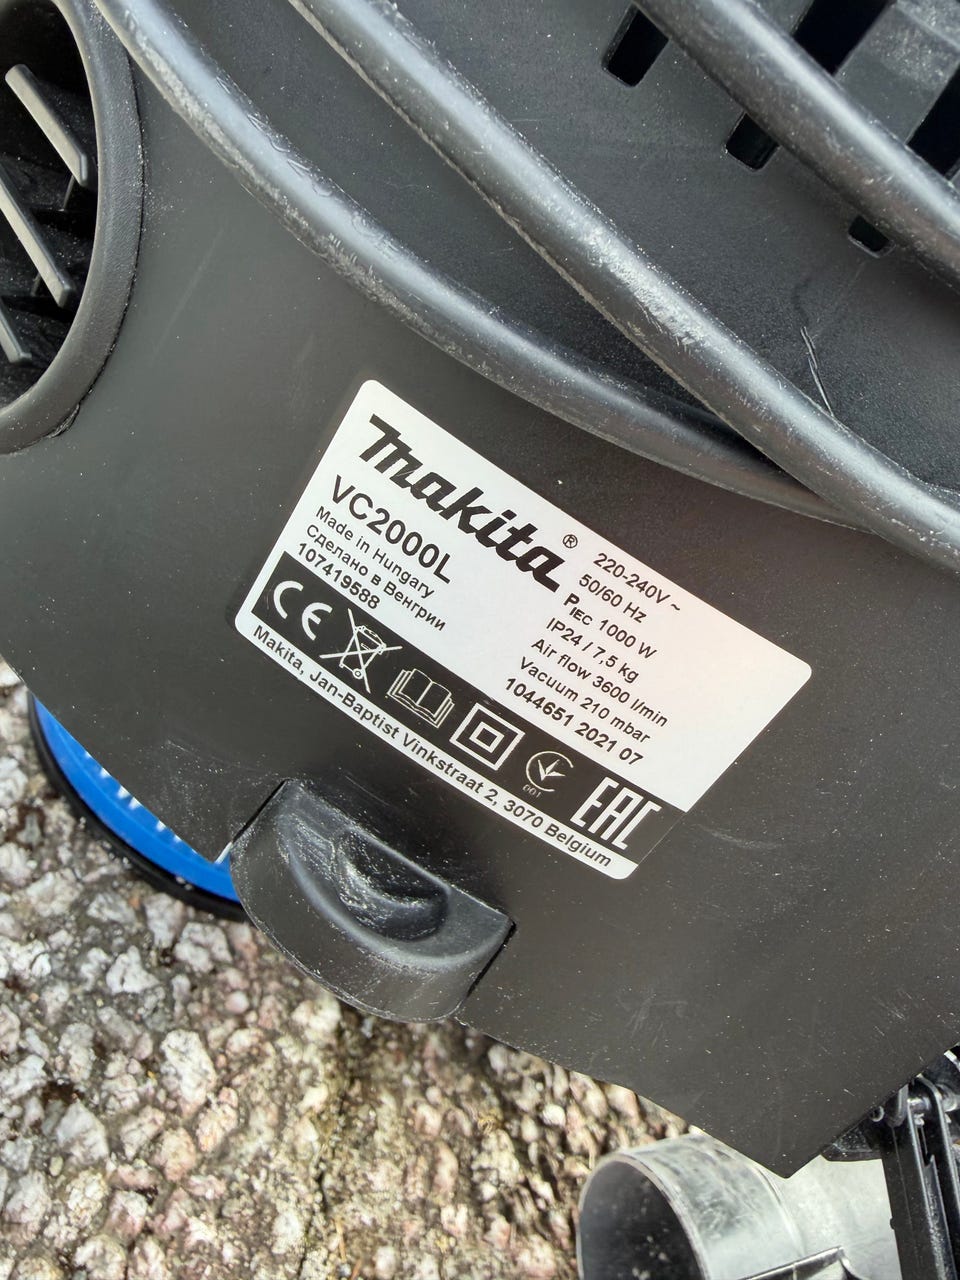 makita®
VC2000L
Made in Hungary
Сделано в Венгрии
107419588
220-240V ~
50/60 Hz
PIEC 1000 W
IP24 / 7,5 kg
Air flow 3600 l/min
Vacuum 210 mbar
1044651 2021 07
CE
001
EAC
Makita, Jan-Baptist Vinkstraat 2, 3070 Belgium